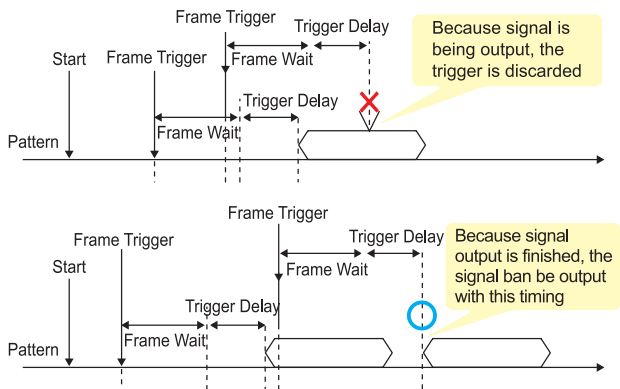 Frame Trigger
Trigger Delay
Because signal is
being output, the
trigger is discarded
Start
Frame Trigger
Frame Wait
Trigger Delay
Frame Wait
Pattern
Frame Trigger
Trigger Delay
Because signal
output is finished, the
signal ban be output
with this timing
Frame Trigger
Start
Frame Wait
Trigger Delay
Frame Wait
Pattern